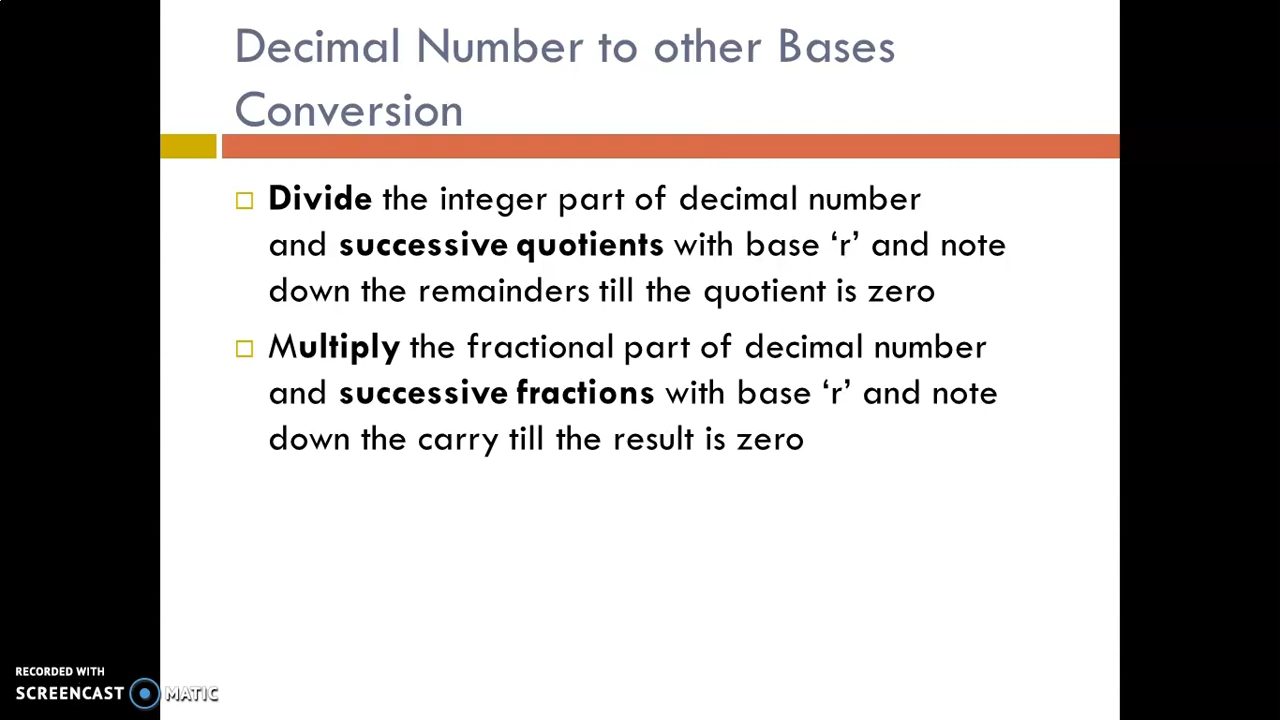 Decimal Number to other Bases
Conversion
Divide the integer part of decimal number
and successive quotients with base ‘r’ and note
down the remainders till the quotient is zero
Multiply the fractional part of decimal number
and successive fractions with base ‘r’ and note
down the carry till the result is zero
RECORDED WITH
SCREENCAST MATIC